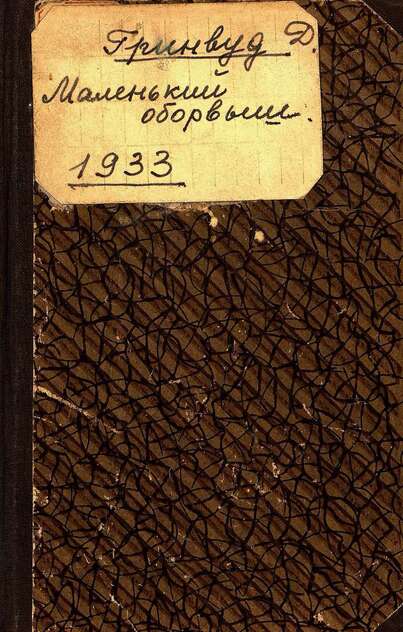 Гринвуд Д.
Маленький
оборвыш.
1933